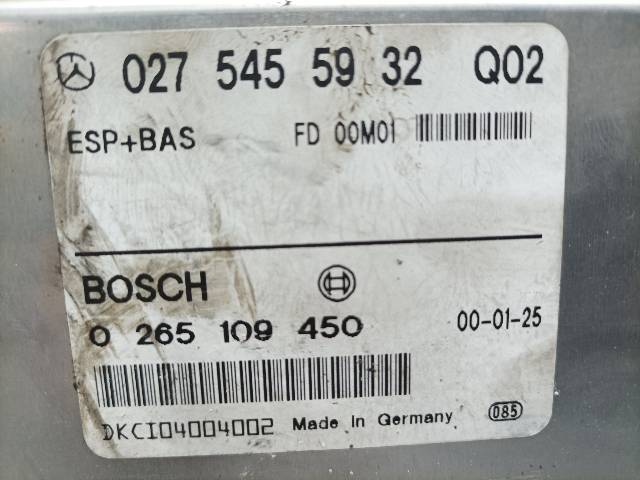 027 545 59 32 Q02
ESP+BAS FD 00M01
BOSCH
0 265 109 450 00-01-25
DKCI04004002 Made in Germany 085